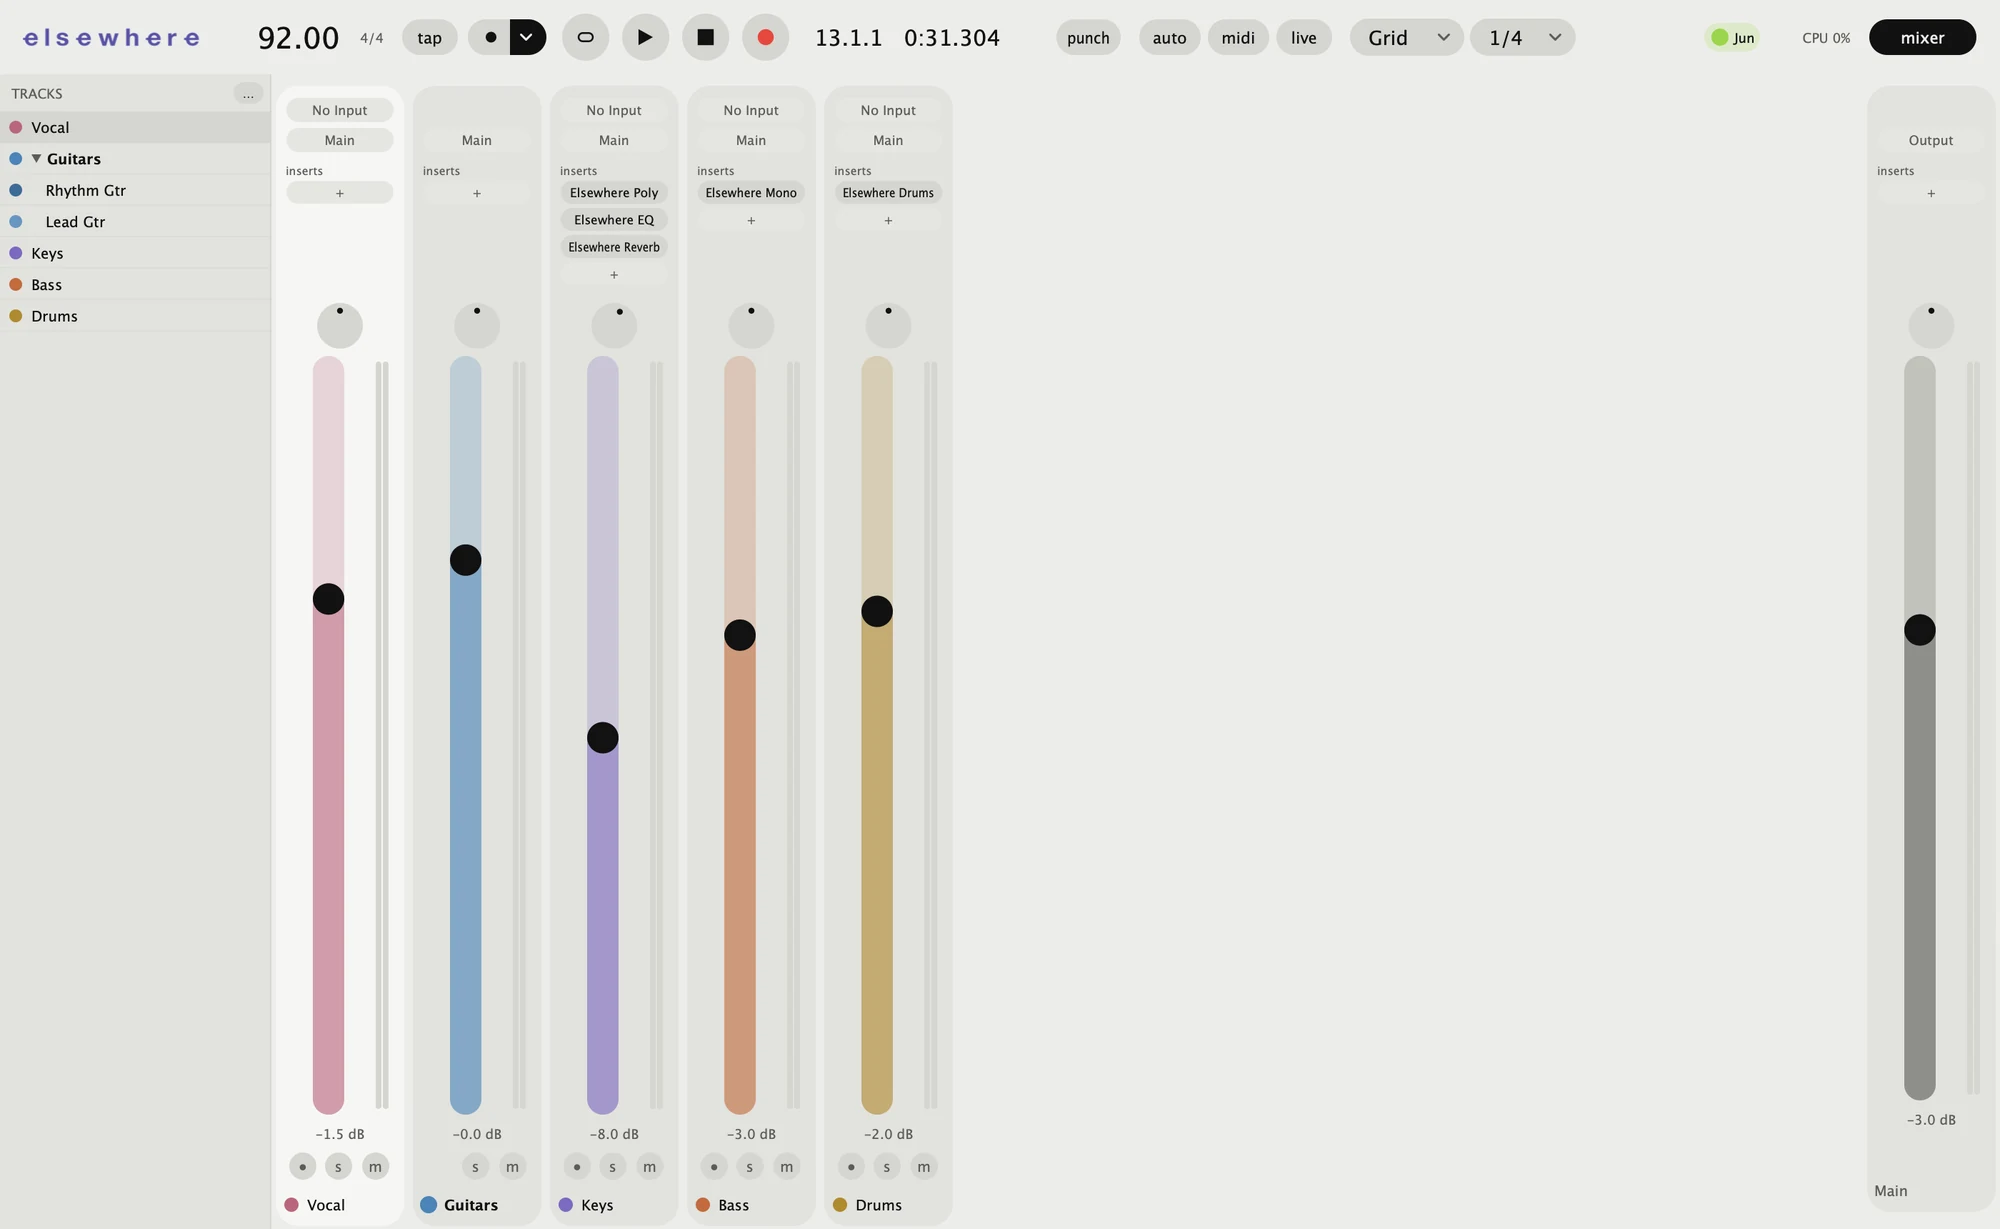 elsewhere 92.00 4/4 tap 13.1.1 0:31.304 punch auto midi live Grid 1/4 Jun CPU 0% mixer
TRACKS ...
Vocal
Guitars
Rhythm Gtr
Lead Gtr
Keys
Bass
Drums
No Input No Input No Input No Input
Main Main Main Main Main Output
inserts inserts inserts inserts inserts inserts
+ + Elsewhere Poly Elsewhere Mono Elsewhere Drums +
Elsewhere EQ + +
Elsewhere Reverb
+
-1.5 dB -0.0 dB -8.0 dB -3.0 dB -2.0 dB -3.0 dB
s m s m s m s m s m
Vocal Guitars Keys Bass Drums Main